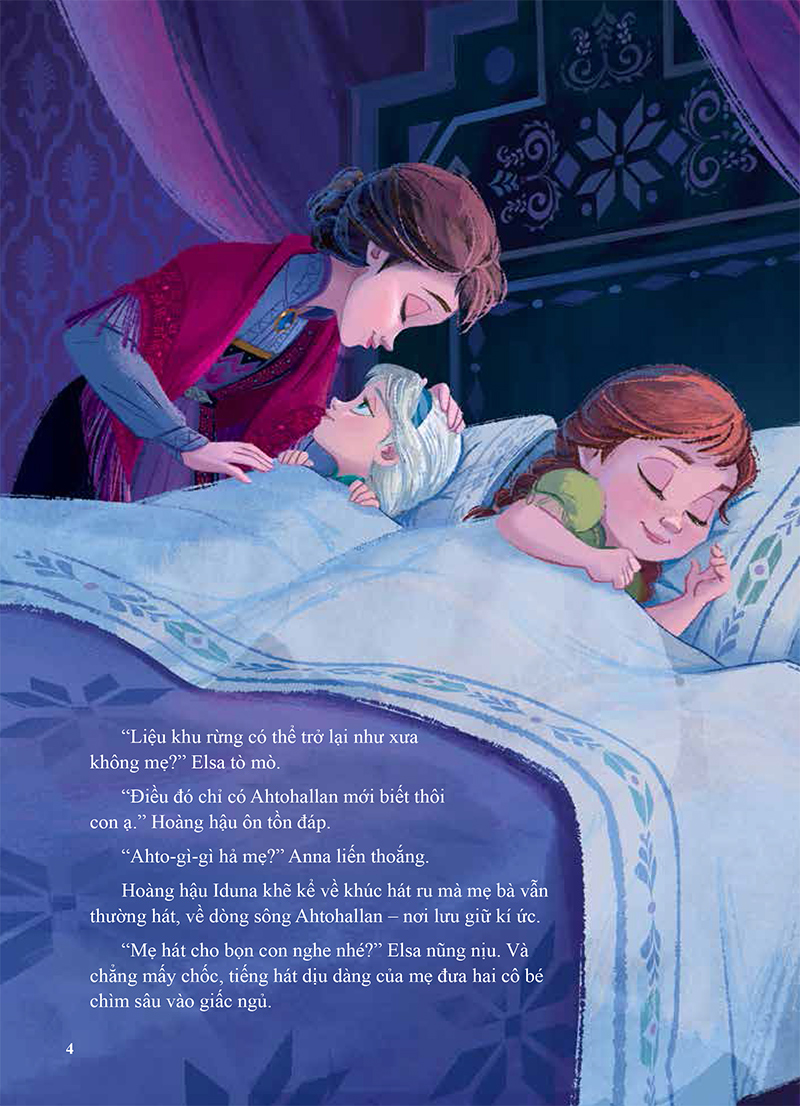 “Liệu khu rừng có thể trở lại như xưa
không mẹ?” Elsa tò mò.
“Điều đó chỉ có Ahtohallan mới biết thôi
con ạ.” Hoàng hậu ôn tồn đáp.
“Ahto-gì-gì hả mẹ?” Anna liến thoắng.
Hoàng hậu Iduna khẽ kể về khúc hát ru mà mẹ bà vẫn
thường hát, về dòng sông Ahtohallan – nơi lưu giữ kí ức.
“Mẹ hát cho bọn con nghe nhé?” Elsa nũng nịu. Và
chẳng mấy chốc, tiếng hát dịu dàng của mẹ đưa hai cô bé
chìm sâu vào giấc ngủ.
4